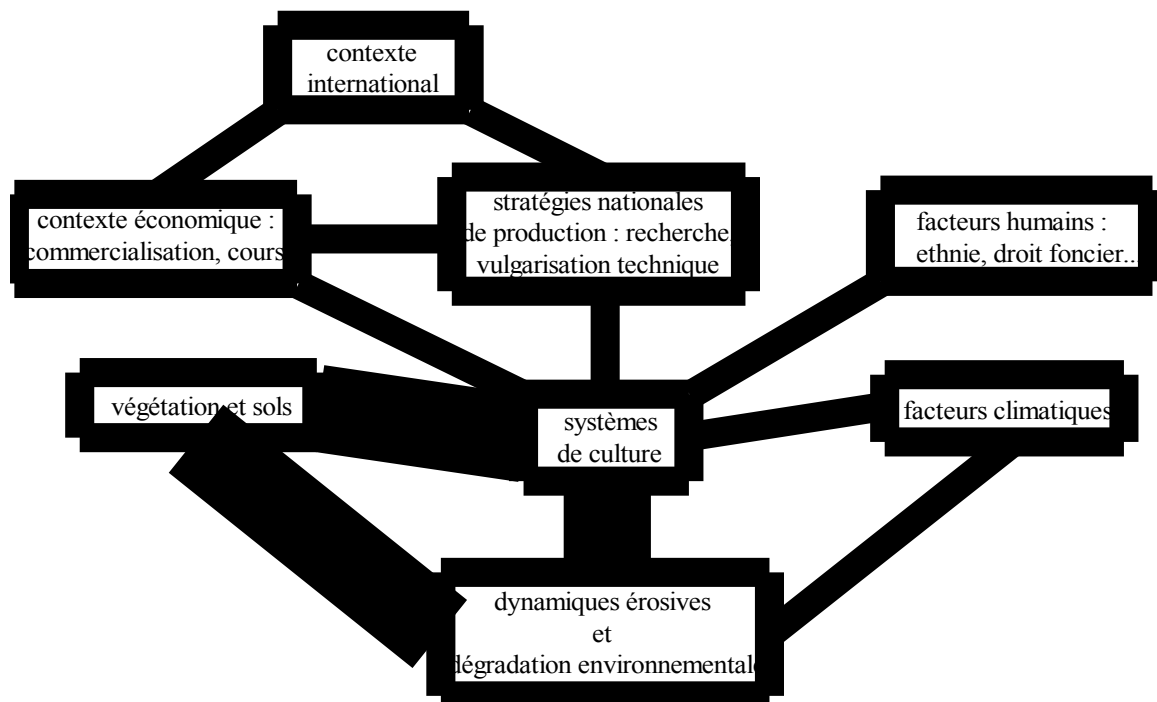 contexte
international
contexte économique :
commercialisation, cours
stratégies nationales
de production : recherche,
vulgarisation technique
facteurs humains :
ethnie, droit foncier...
végétation et sols
systèmes
de culture
facteurs climatiques
dynamiques érosives
et
dégradation environnementale